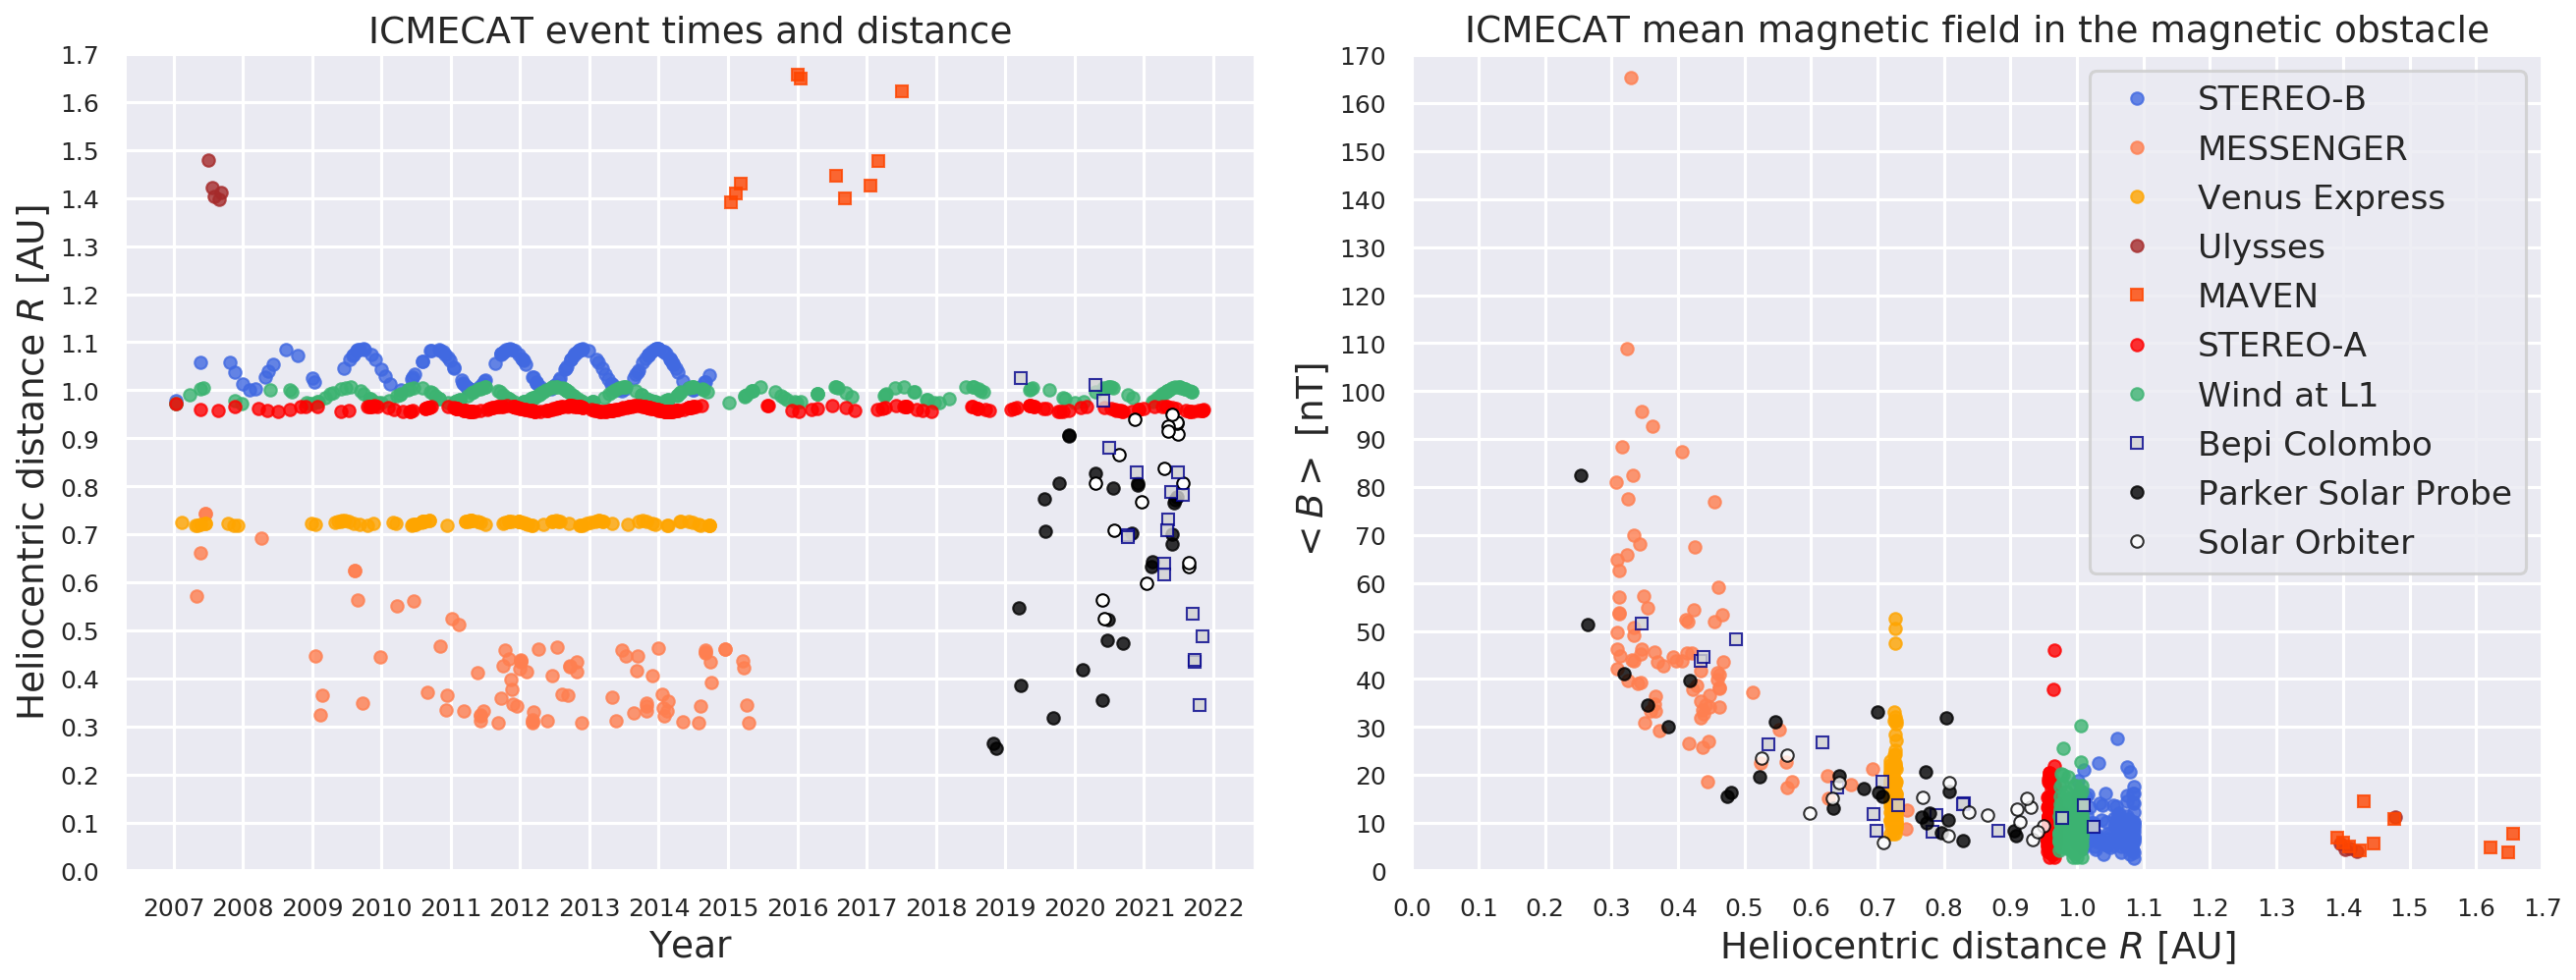 ICMECAT event times and distance
Heliocentric distance R [AU]
1.7
1.6
1.5
1.4
1.3
1.2
1.1
1.0
0.9
0.8
0.7
0.6
0.5
0.4
0.3
0.2
0.1
0.0
2007 2008 2009 2010 2011 2012 2013 2014 2015 2016 2017 2018 2019 2020 2021 2022
Year
ICMECAT mean magnetic field in the magnetic obstacle
< B > [nT]
170
160
150
140
130
120
110
100
90
80
70
60
50
40
30
20
10
0
0.0 0.1 0.2 0.3 0.4 0.5 0.6 0.7 0.8 0.9 1.0 1.1 1.2 1.3 1.4 1.5 1.6 1.7
Heliocentric distance R [AU]
STEREO-B
MESSENGER
Venus Express
Ulysses
MAVEN
STEREO-A
Wind at L1
Bepi Colombo
Parker Solar Probe
Solar Orbiter